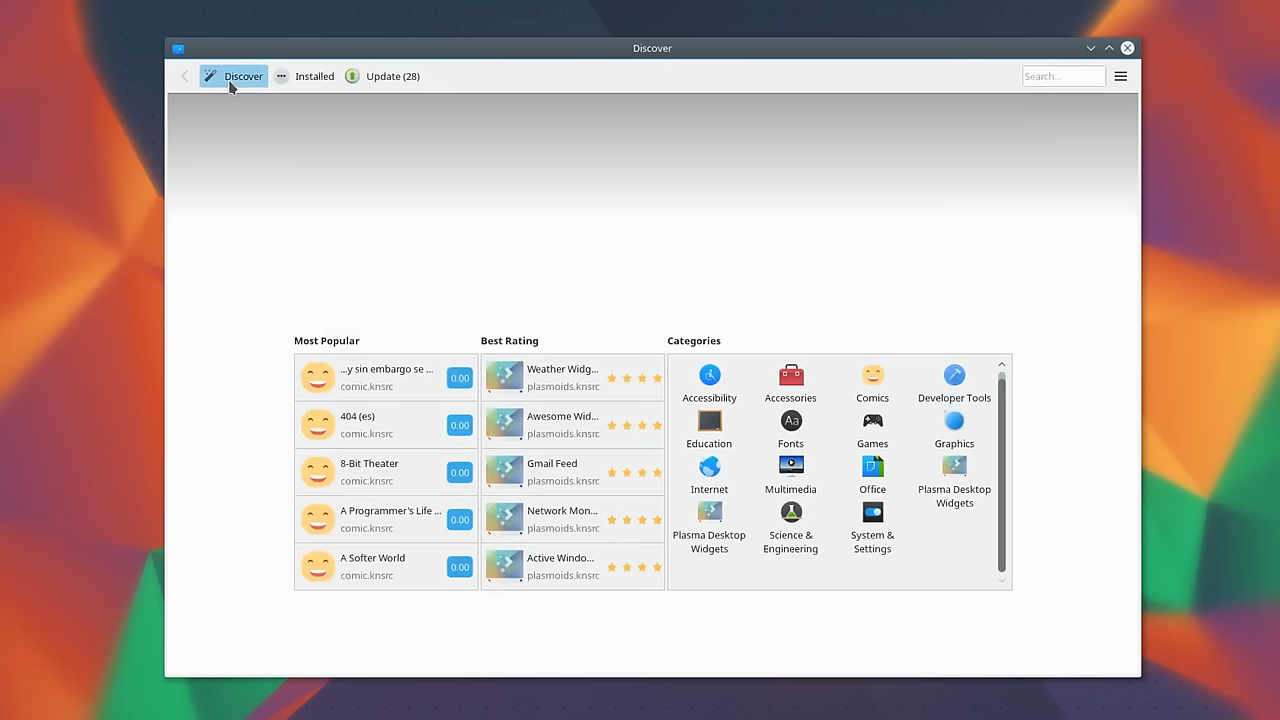 Discover
Discover
Installed
Update (28)
Search...
Most Popular
...y sin embargo se ...
comic.knsrc
0.00
404 (es)
comic.knsrc
0.00
8-Bit Theater
comic.knsrc
0.00
A Programmer's Life ...
comic.knsrc
0.00
A Softer World
comic.knsrc
0.00
Best Rating
Weather Widg...
plasmoids.knsrc
Awesome Wid...
plasmoids.knsrc
Gmail Feed
plasmoids.knsrc
Network Mon...
plasmoids.knsrc
Active Windo...
plasmoids.knsrc
Categories
Accessibility
Accessories
Comics
Developer Tools
Education
Aa
Fonts
Games
Graphics
Internet
Multimedia
Office
Plasma Desktop
Widgets
Plasma Desktop
Widgets
Science &
Engineering
System &
Settings